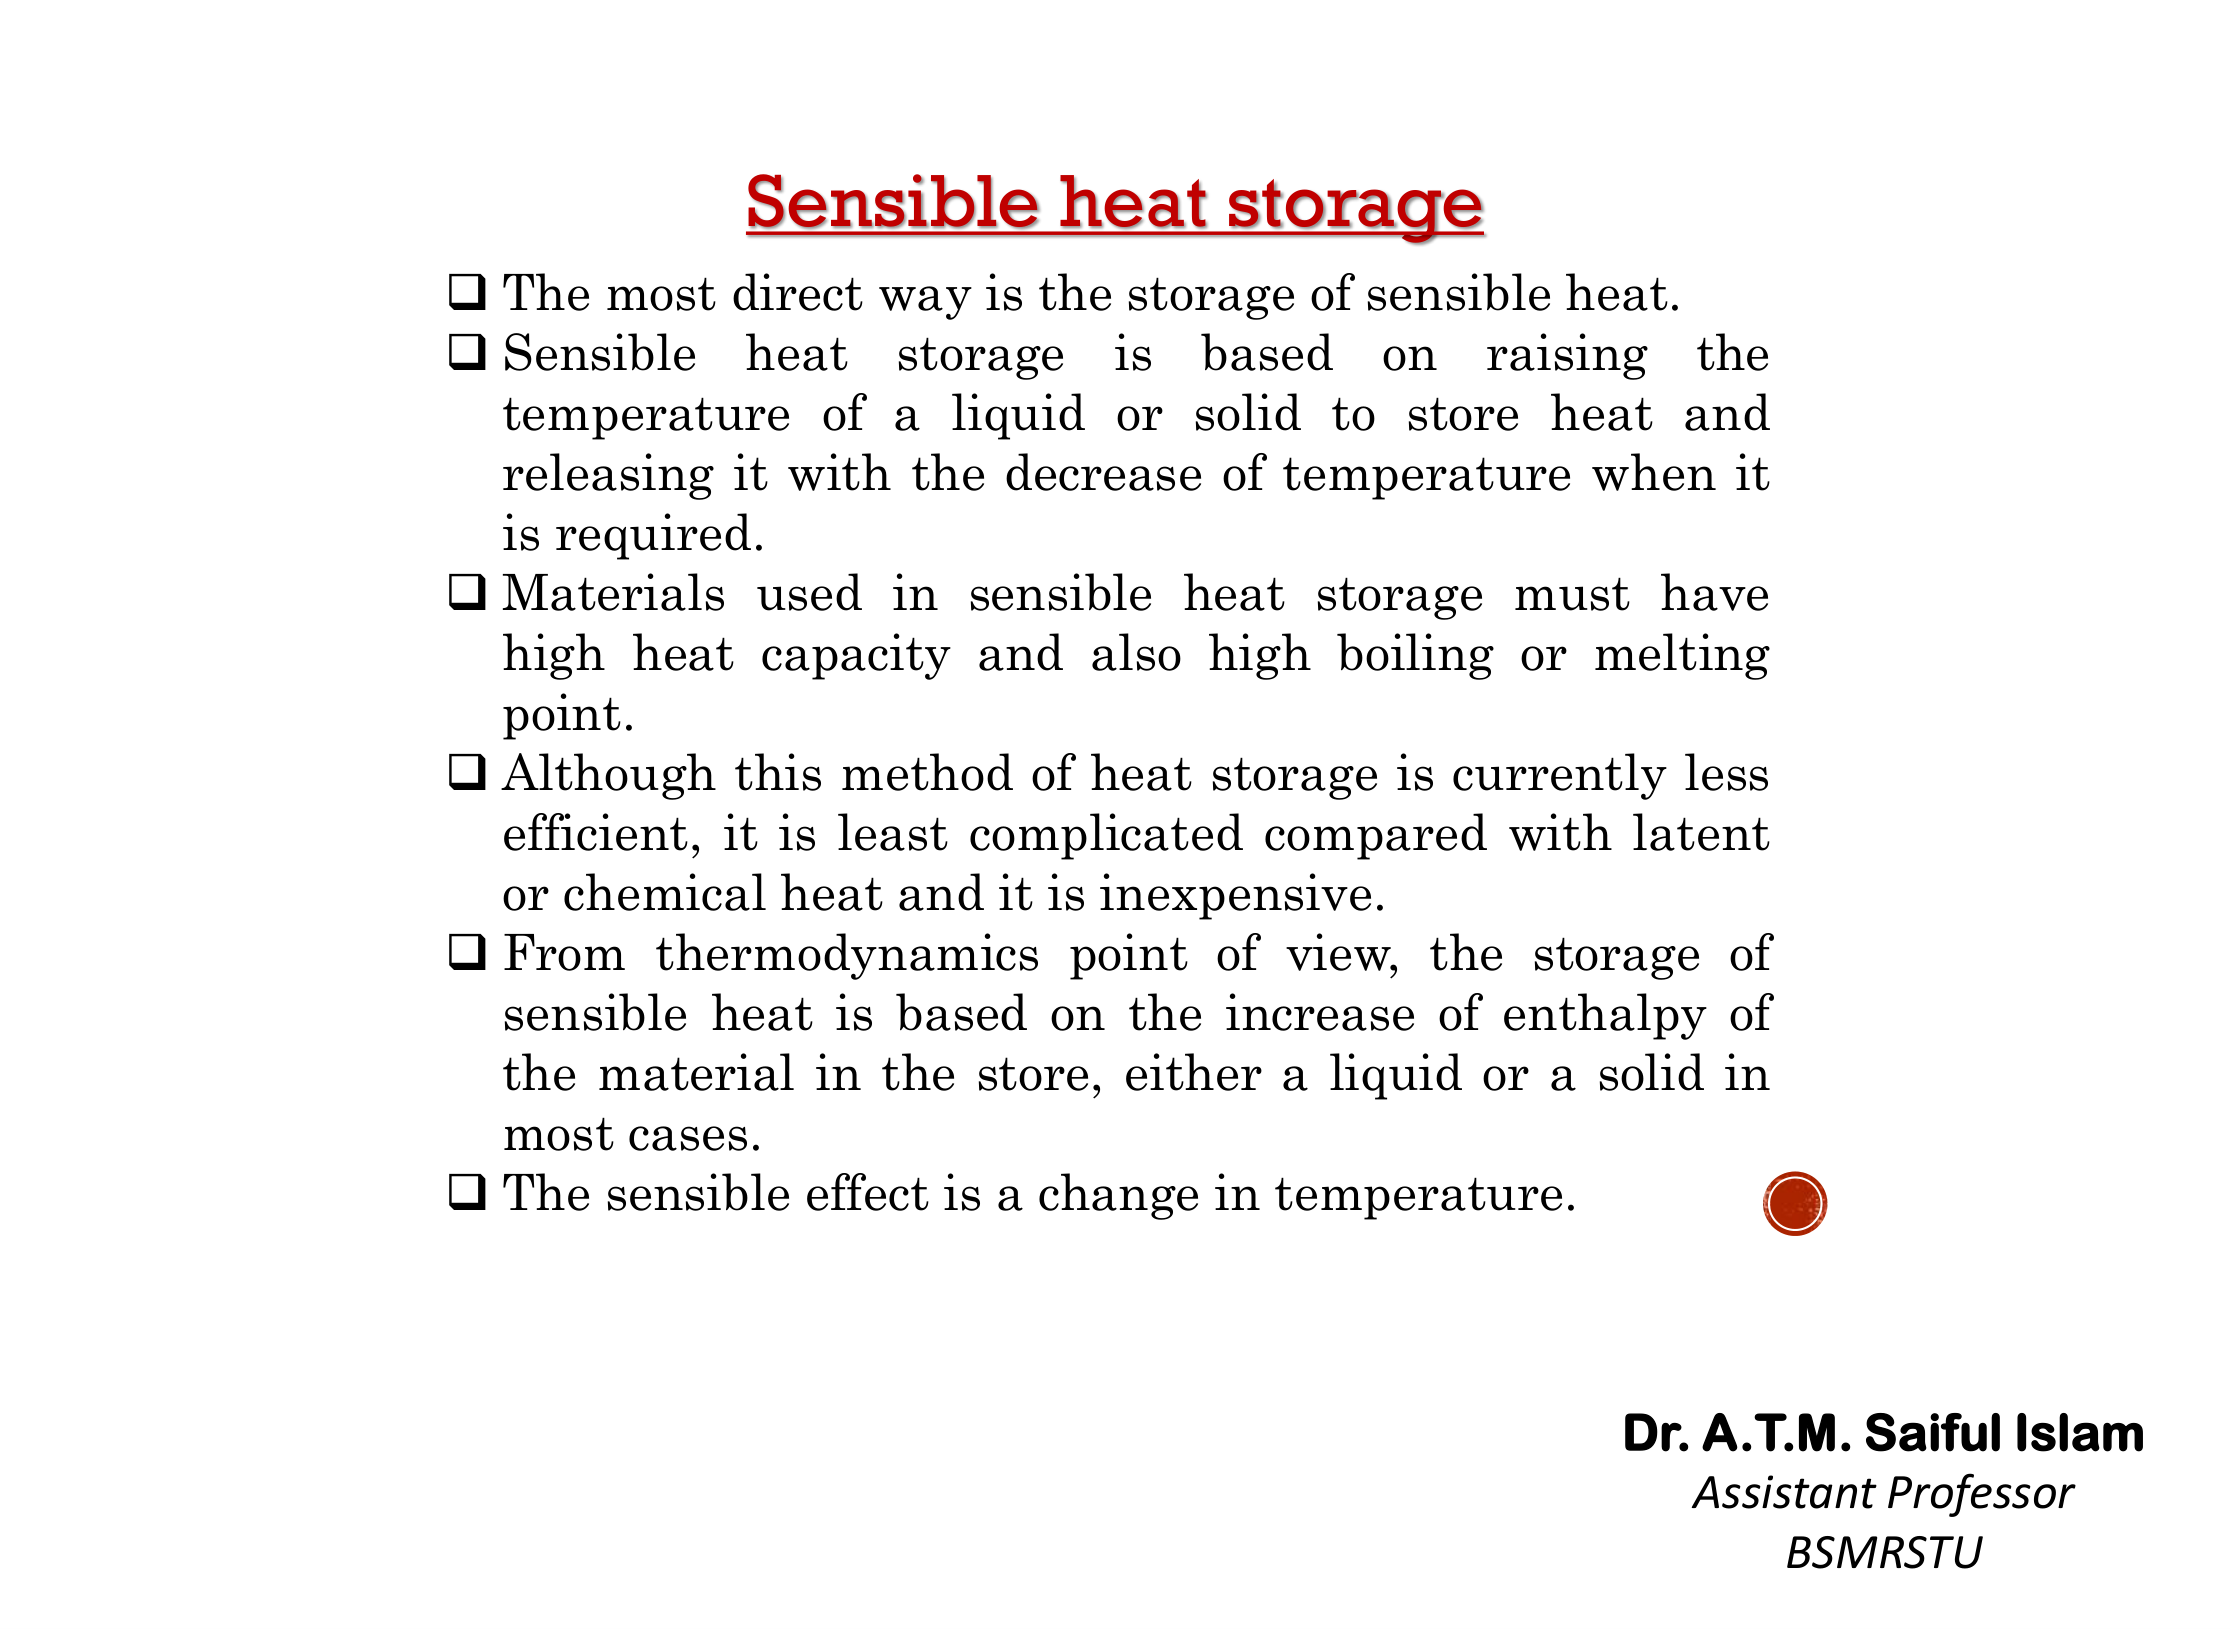 Sensible heat storage
❑ The most direct way is the storage of sensible heat.
❑ Sensible heat storage is based on raising the
temperature of a liquid or solid to store heat and
releasing it with the decrease of temperature when it
is required.
❑ Materials used in sensible heat storage must have
high heat capacity and also high boiling or melting
point.
❑ Although this method of heat storage is currently less
efficient, it is least complicated compared with latent
or chemical heat and it is inexpensive.
❑ From thermodynamics point of view, the storage of
sensible heat is based on the increase of enthalpy of
the material in the store, either a liquid or a solid in
most cases.
❑ The sensible effect is a change in temperature.
Dr. A.T.M. Saiful Islam
Assistant Professor
BSMRSTU